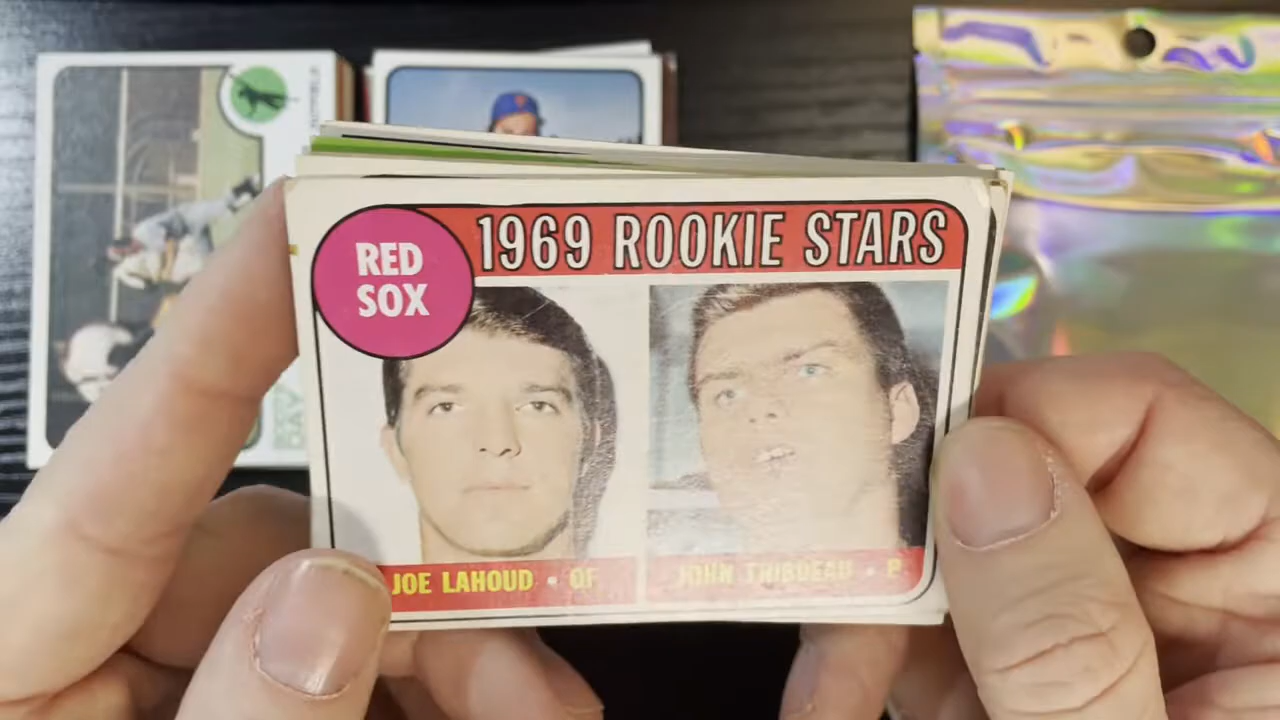 RED
SOX
1969 ROOKIE STARS
JOE LAHOUD • OF
JOHN THIBDEAU • P